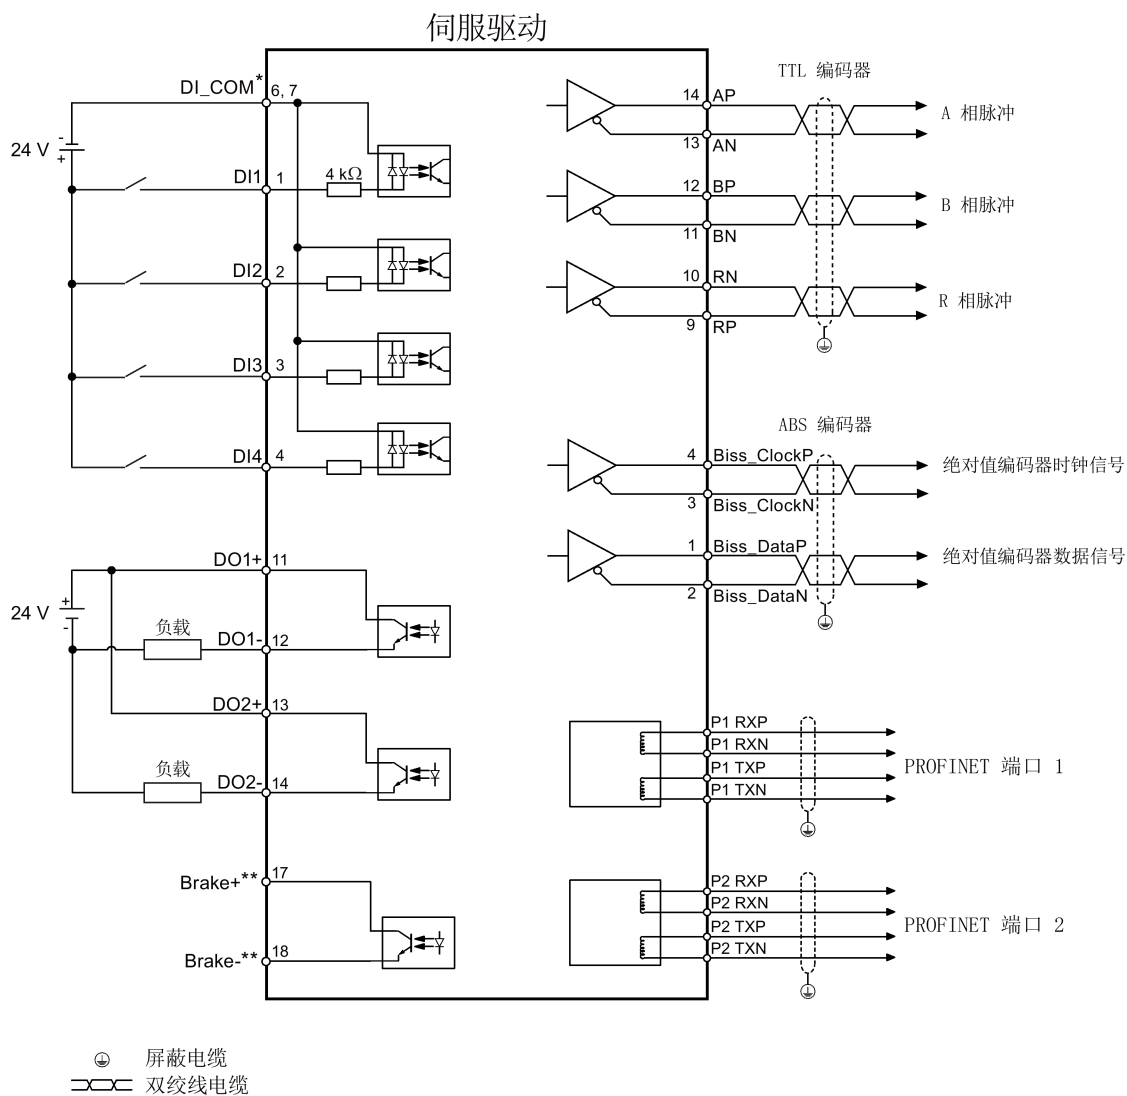 伺服驱动
DI_COM*
6, 7
24 V
-
+
DI1
1
4 kΩ
DI2
2
DI3
3
DI4
4
DO1+
11
24 V
+
-
负载
DO1-
12
DO2+
13
负载
DO2-
14
Brake+**
17
Brake-**
18
TTL 编码器
14
AP
13
AN
A 相脉冲
12
BP
11
BN
B 相脉冲
10
RN
9
RP
R 相脉冲
ABS 编码器
4
Biss_ClockP
3
Biss_ClockN
绝对值编码器时钟信号
1
Biss_DataP
2
Biss_DataN
绝对值编码器数据信号
P1 RXP
P1 RXN
P1 TXP
P1 TXN
PROFINET 端口 1
P2 RXP
P2 RXN
P2 TXP
P2 TXN
PROFINET 端口 2
屏蔽电缆
双绞线电缆